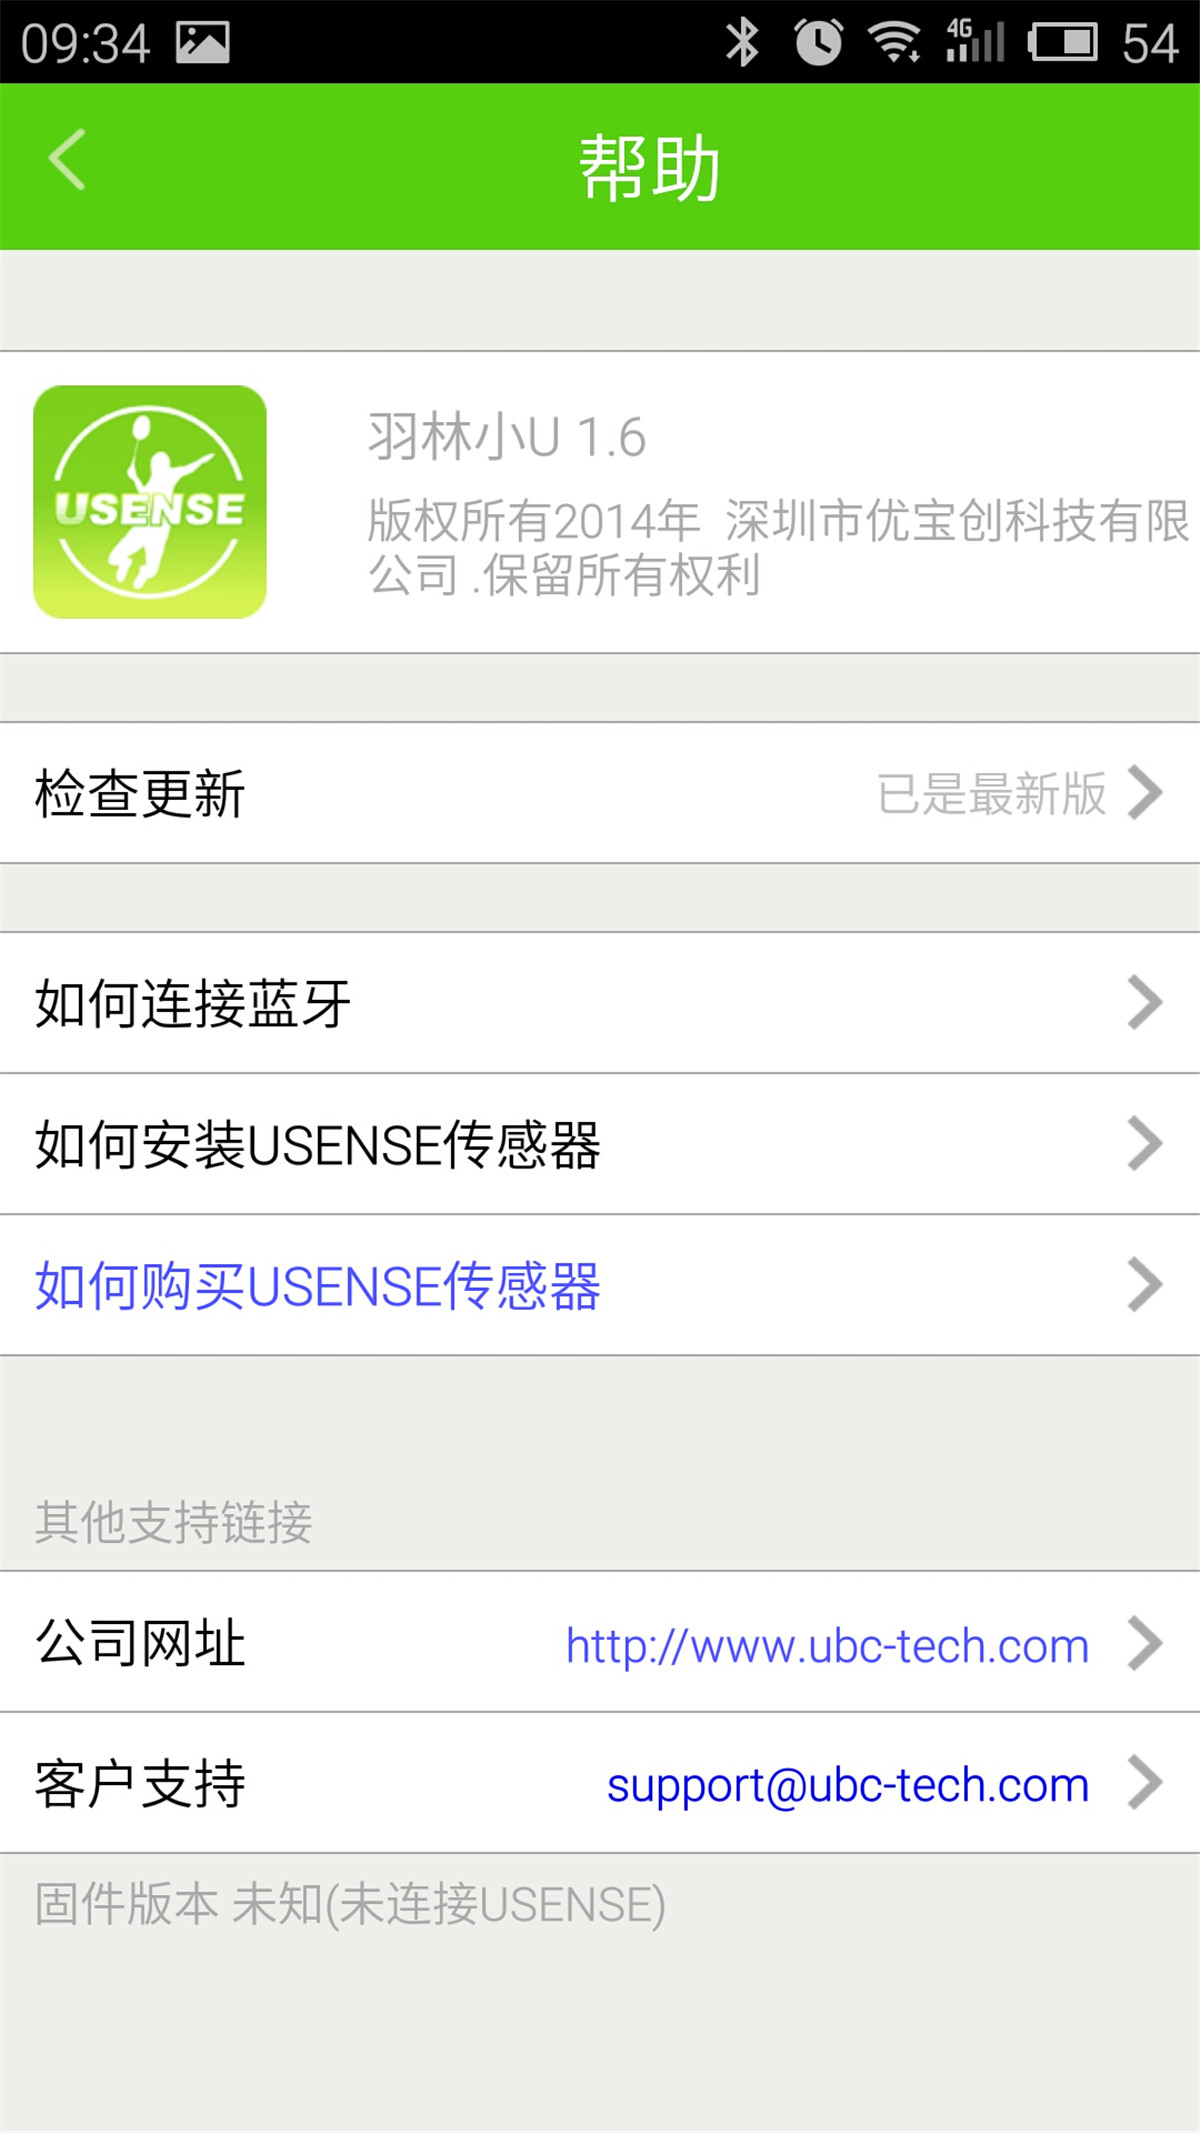 09:34
4G
54
帮助
USENSE
羽林小U 1.6
版权所有2014年 深圳市优宝创科技有限
公司 .保留所有权利
检查更新
已是最新版
如何连接蓝牙
如何安装USENSE传感器
如何购买USENSE传感器
其他支持链接
公司网址
http://www.ubc-tech.com
客户支持
support@ubc-tech.com
固件版本 未知(未连接USENSE)